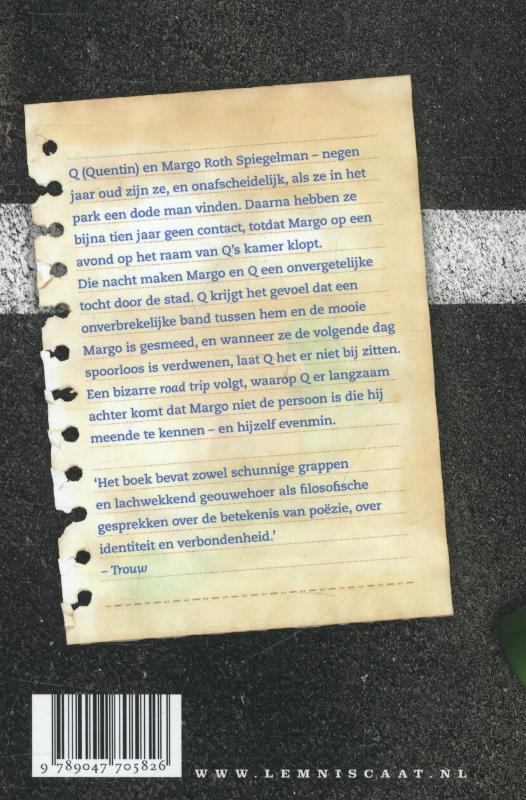 Q (Quentin) en Margo Roth Spiegelman – negen
jaar oud zijn ze, en onafscheidelijk, als ze in het
park een dode man vinden. Daarna hebben ze
bijna tien jaar geen contact, totdat Margo op een
avond op het raam van Q's kamer klopt.
Die nacht maken Margo en Q een onvergetelijke
tocht door de stad. Q krijgt het gevoel dat een
onverbrekelijke band tussen hem en de mooie
Margo is gesmeed, en wanneer ze de volgende dag
spoorloos is verdwenen, laat Q het er niet bij zitten.
Een bizarre road trip volgt, waarop Q er langzaam
achter komt dat Margo niet de persoon is die hij
meende te kennen – en hijzelf evenmin.
'Het boek bevat zowel schunnige grappen
en lachwekkend geouwehoer als filosofische
gesprekken over de betekenis van poëzie, over
identiteit en verbondenheid.'
– Trouw
9 789047 705826
WWW.LEMNISCAAT.NL